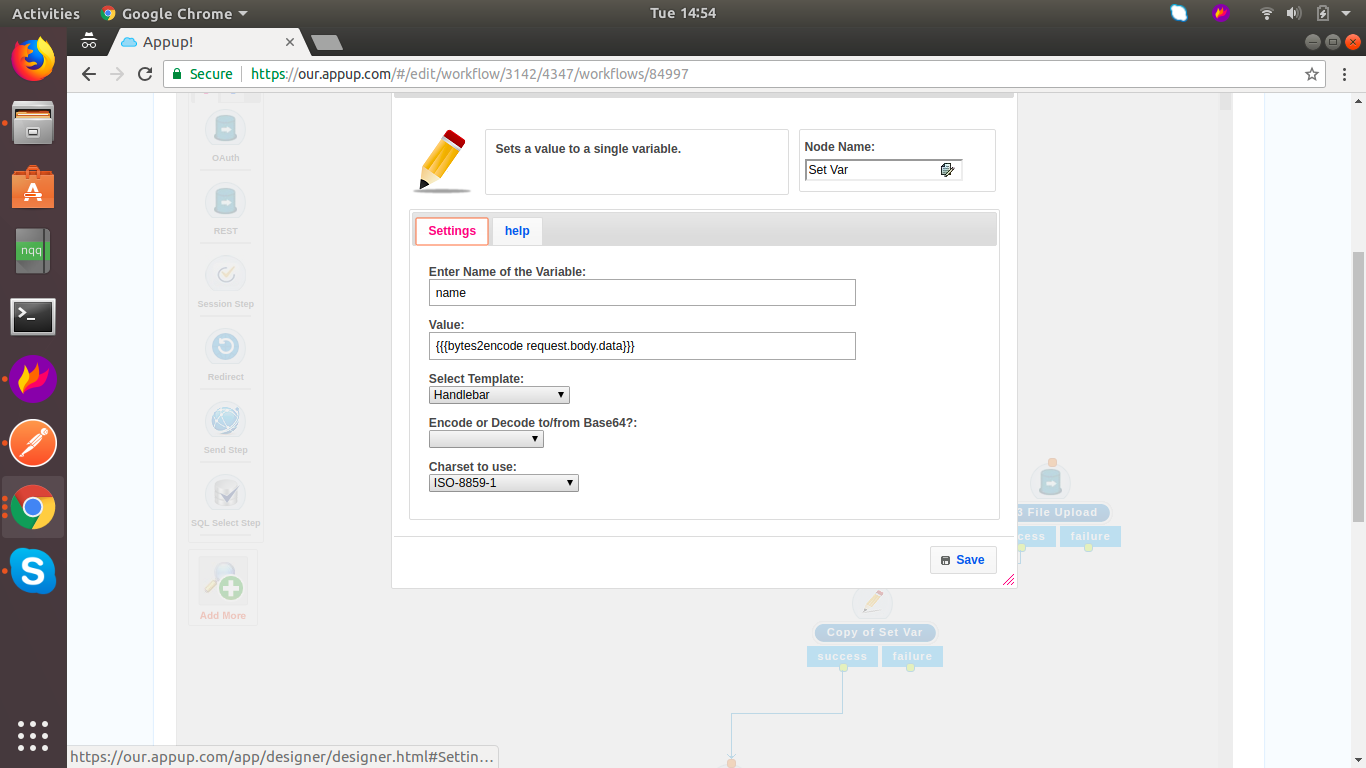 Activities
Google Chrome
Tue 14:54
Appup!
Secure
https://our.appup.com/#/edit/workflow/3142/4347/workflows/84997
nqq
OAuth
REST
Session Step
Redirect
Send Step
SQL Select Step
Add More
Sets a value to a single variable.
Node Name:
Set Var
Settings
help
Enter Name of the Variable:
name
Value:
{{{bytes2encode request.body.data}}}
Select Template:
Handlebar
Encode or Decode to/from Base64?:
Charset to use:
ISO-8859-1
Save
3 File Upload
cess
failure
Copy of Set Var
success
failure
https://our.appup.com/app/designer/designer.html#Settin...